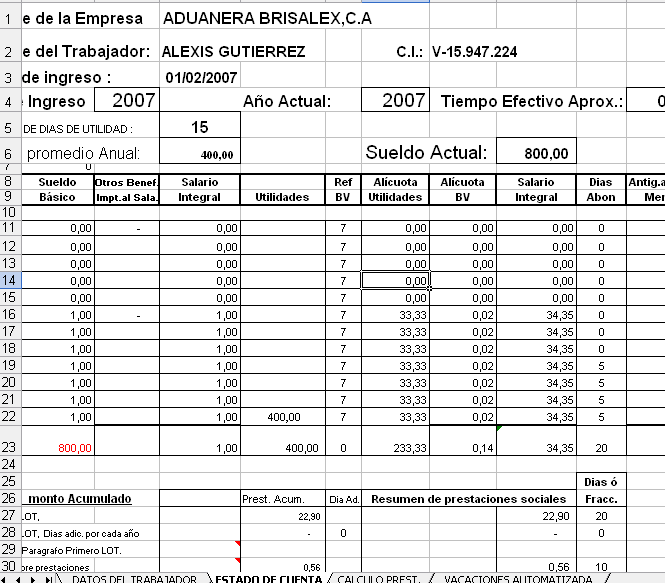 1 e de la Empresa ADUANERA BRISALEX,C.A
2 e del Trabajador: ALEXIS GUTIERREZ C.I.: V-15.947.224
3 de ingreso : 01/02/2007
4 Ingreso 2007 Año Actual: 2007 Tiempo Efectivo Aprox.: 0
5 DE DIAS DE UTILIDAD : 15
6 promedio Anual: 400,00 Sueldo Actual: 800,00
7 0
8 Sueldo Otros Benef. Salario Ref Alícuota Alícuota Salario Dias Antig.a
9 Básico Impt.al Sala. Integral Utilidades BV Utilidades BV Integral Abon Mer
10
11 0,00 - 0,00 7 0,00 0,00 0,00 0
12 0,00 0,00 7 0,00 0,00 0,00 0
13 0,00 0,00 7 0,00 0,00 0,00 0
14 0,00 0,00 7 0,00 0,00 0,00 0
15 0,00 0,00 7 0,00 0,00 0,00 0
16 1,00 - 1,00 7 33,33 0,02 34,35 0
17 1,00 1,00 7 33,33 0,02 34,35 0
18 1,00 1,00 7 33,33 0,02 34,35 0
19 1,00 1,00 7 33,33 0,02 34,35 5
20 1,00 1,00 7 33,33 0,02 34,35 5
21 1,00 1,00 7 33,33 0,02 34,35 5
22 1,00 1,00 400,00 7 33,33 0,02 34,35 5
23 800,00 1,00 400,00 0 233,33 0,14 34,35 20
24
25 Dias ó
26 monto Acumulado Prest. Acum. Dia Ad. Resumen de prestaciones sociales Fracc.
27 LOT, 22,90 22,90 20
28 .OT, Dias adic. por cada año - 0 - 0
29 Paragrafo Primero LOT.
30 bre prestaciones 0,56 0,56 10
DATOS DEL TRABAJADOR ESTADO DE CUENTA CALCULO PREST. VACACIONES AUTOMATIZADA